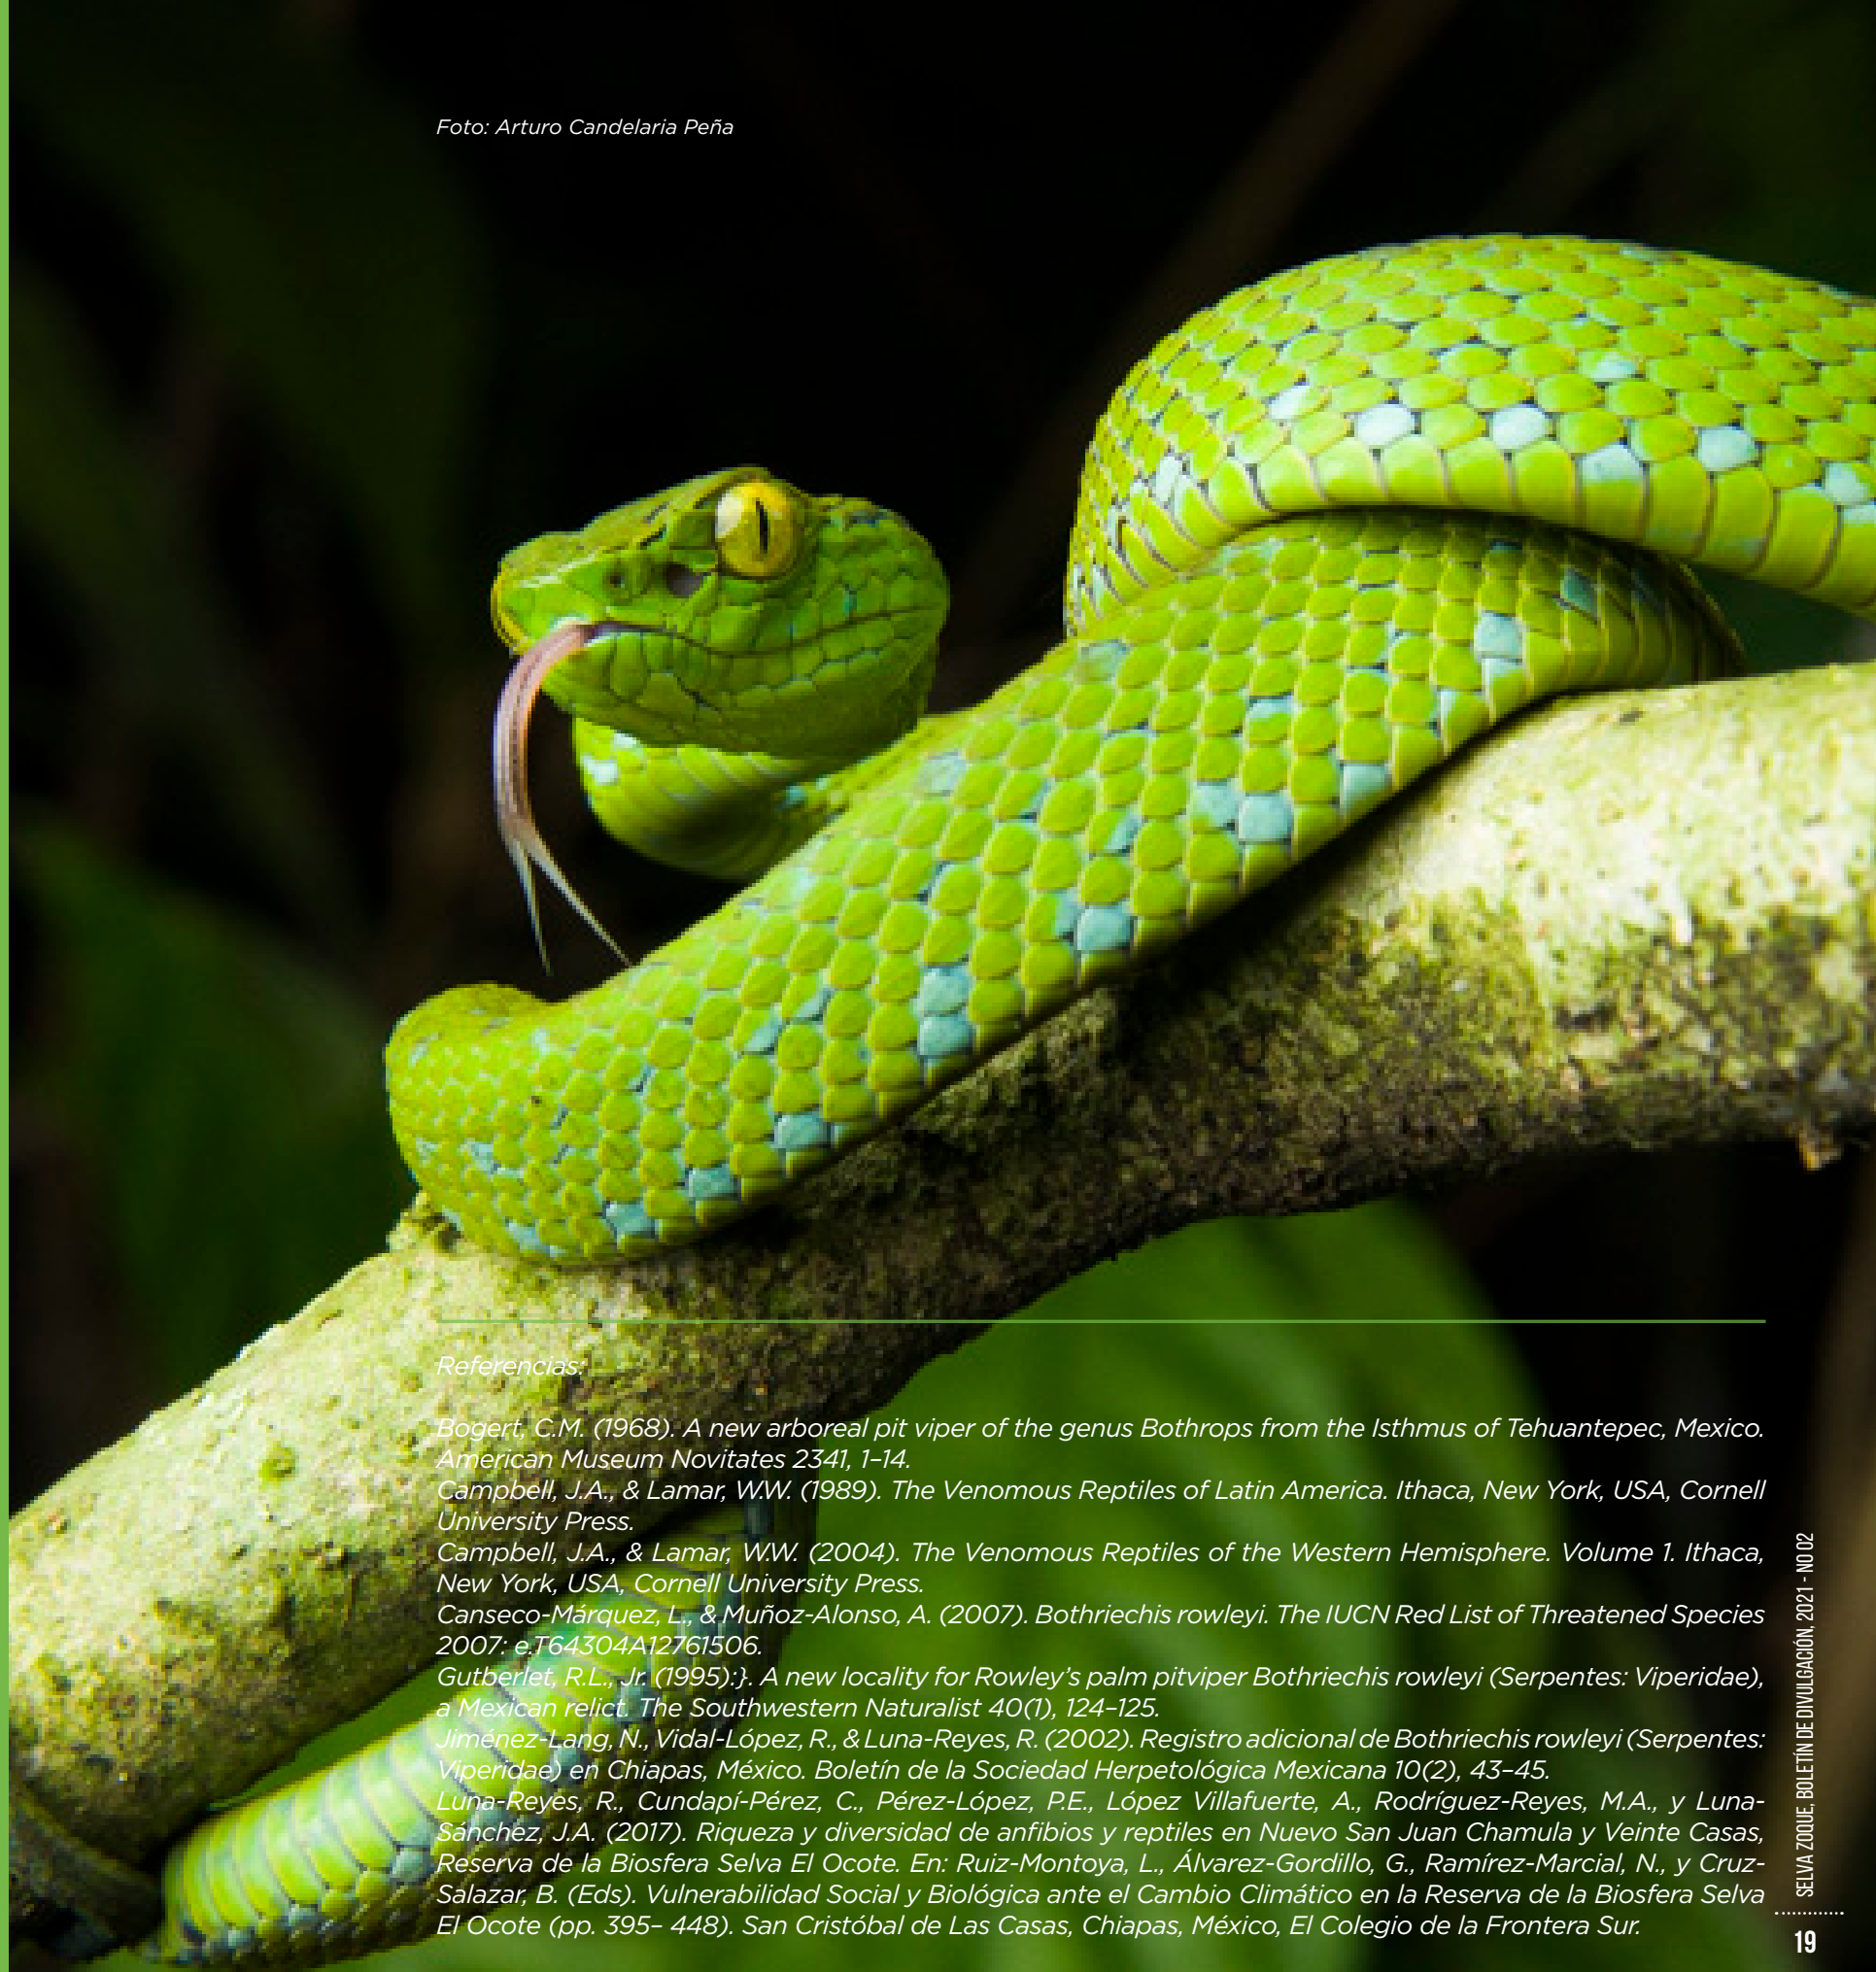 Foto: Arturo Candelaria Peña
Referencias:
Bogert, C.M. (1968). A new arboreal pit viper of the genus Bothrops from the Isthmus of Tehuantepec, Mexico.
American Museum Novitates 2341, 1–14.
Campbell, J.A., & Lamar, W.W. (1989). The Venomous Reptiles of Latin America. Ithaca, New York, USA, Cornell
University Press.
Campbell, J.A., & Lamar, W.W. (2004). The Venomous Reptiles of the Western Hemisphere. Volume 1. Ithaca,
New York, USA, Cornell University Press.
Canseco-Márquez, L., & Muñoz-Alonso, A. (2007). Bothriechis rowleyi. The IUCN Red List of Threatened Species
2007: e.T64304A12761506.
Gutberlet, R.L., Jr. (1995):}. A new locality for Rowley's palm pitviper Bothriechis rowleyi (Serpentes: Viperidae),
a Mexican relict. The Southwestern Naturalist 40(1), 124–125.
Jiménez-Lang, N., Vidal-López, R., & Luna-Reyes, R. (2002). Registro adicional de Bothriechis rowleyi (Serpentes:
Viperidae) en Chiapas, México. Boletín de la Sociedad Herpetológica Mexicana 10(2), 43–45.
Luna-Reyes, R., Cundapí-Pérez, C., Pérez-López, P.E., López Villafuerte, A., Rodríguez-Reyes, M.A., y Luna-
Sánchez, J.A. (2017). Riqueza y diversidad de anfibios y reptiles en Nuevo San Juan Chamula y Veinte Casas,
Reserva de la Biosfera Selva El Ocote. En: Ruiz-Montoya, L., Álvarez-Gordillo, G., Ramírez-Marcial, N., y Cruz-
Salazar, B. (Eds). Vulnerabilidad Social y Biológica ante el Cambio Climático en la Reserva de la Biosfera Selva
El Ocote (pp. 395– 448). San Cristóbal de Las Casas, Chiapas, México, El Colegio de la Frontera Sur.
SELVA ZOQUE, BOLETÍN DE DIVULGACIÓN, 2021 - NO 02
19